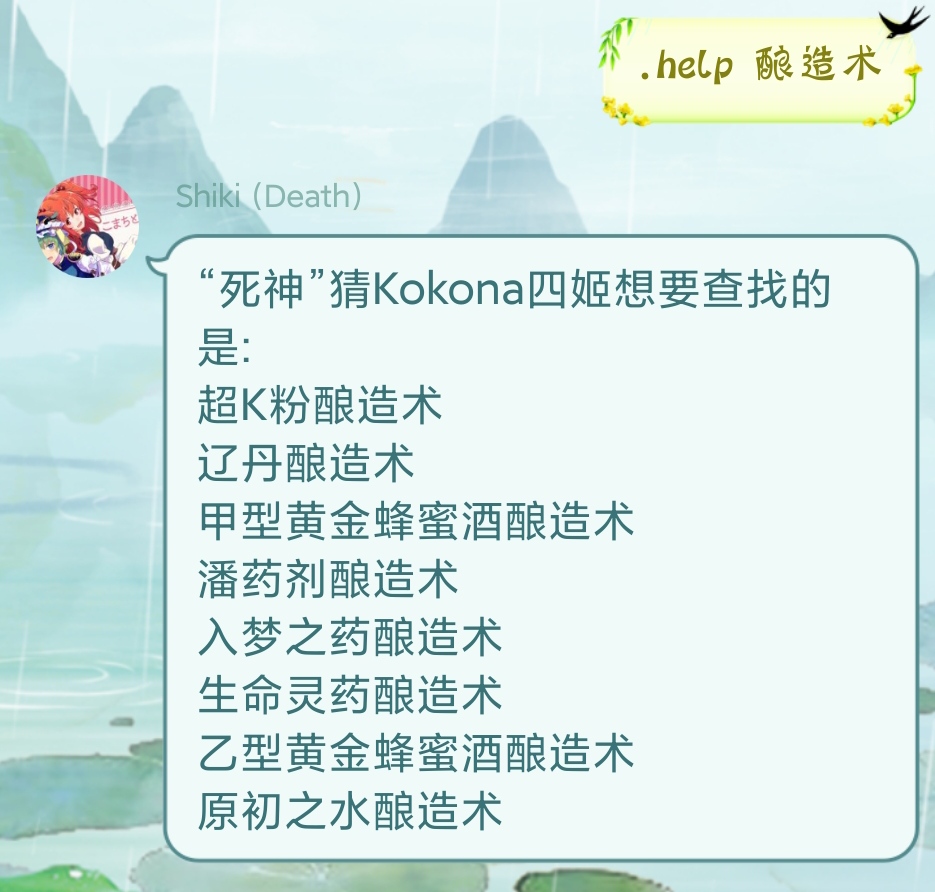 .help 酿造术
Shiki (Death)
こまちと
“死神”猜Kokona四姬想要查找的
是:
超K粉酿造术
辽丹酿造术
甲型黄金蜂蜜酒酿造术
潘药剂酿造术
入梦之药酿造术
生命灵药酿造术
乙型黄金蜂蜜酒酿造术
原初之水酿造术